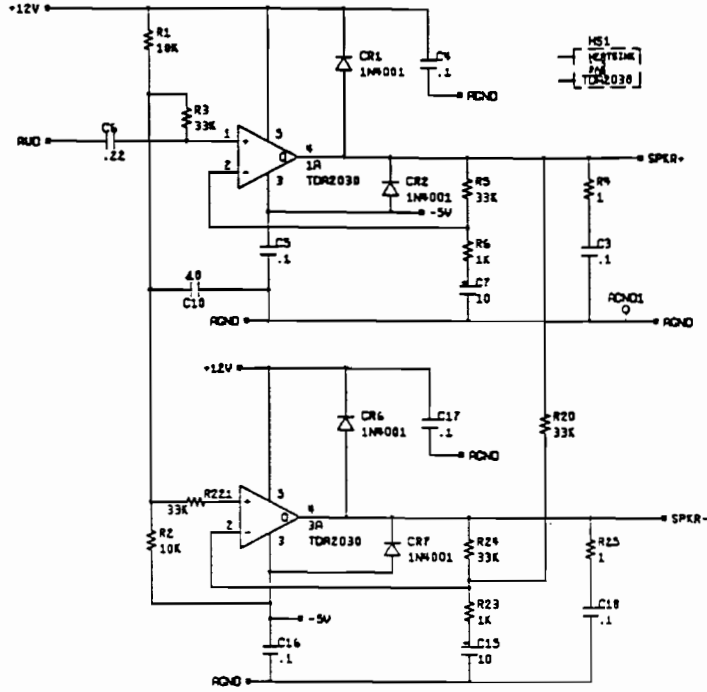 +12V
R1
10K
R3
33K
C6
.22
AUD
1
2
5
4
3
1A
TDA2030
CR1
1N4001
C4
.1
AGND
HS1
HEATSINK
FOR
TDA2030
SPKR+
CR2
1N4001
-5V
R5
33K
R4
1
C5
.1
R6
1K
C7
10
C3
.1
10
C10
AGND
AGND1
AGND
+12V
CR6
1N4001
C17
.1
AGND
R20
33K
R22
33K
1
2
5
4
3
3A
TDA2030
R2
10K
CR7
1N4001
SPKR-
R24
33K
R25
1
-5V
R23
1K
C18
.1
C16
.1
C15
10
AGND